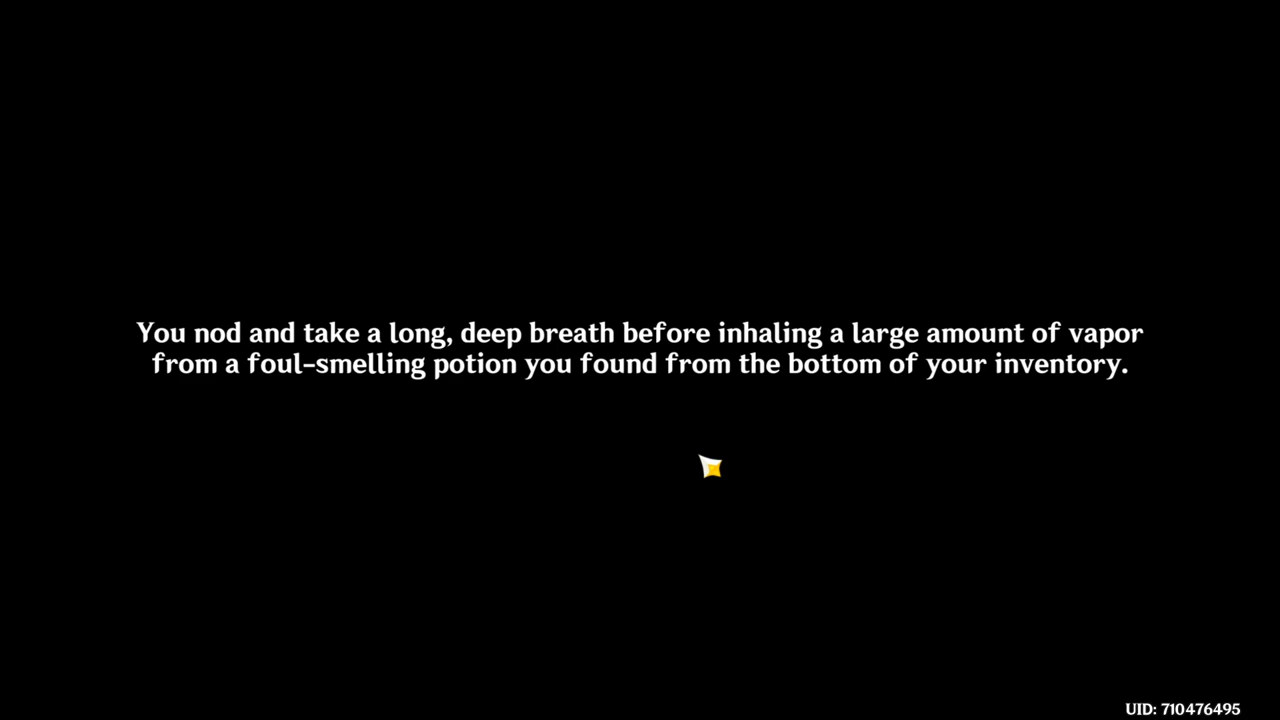 You nod and take a long, deep breath before inhaling a large amount of vapor
from a foul-smelling potion you found from the bottom of your inventory.
UID: 710476495